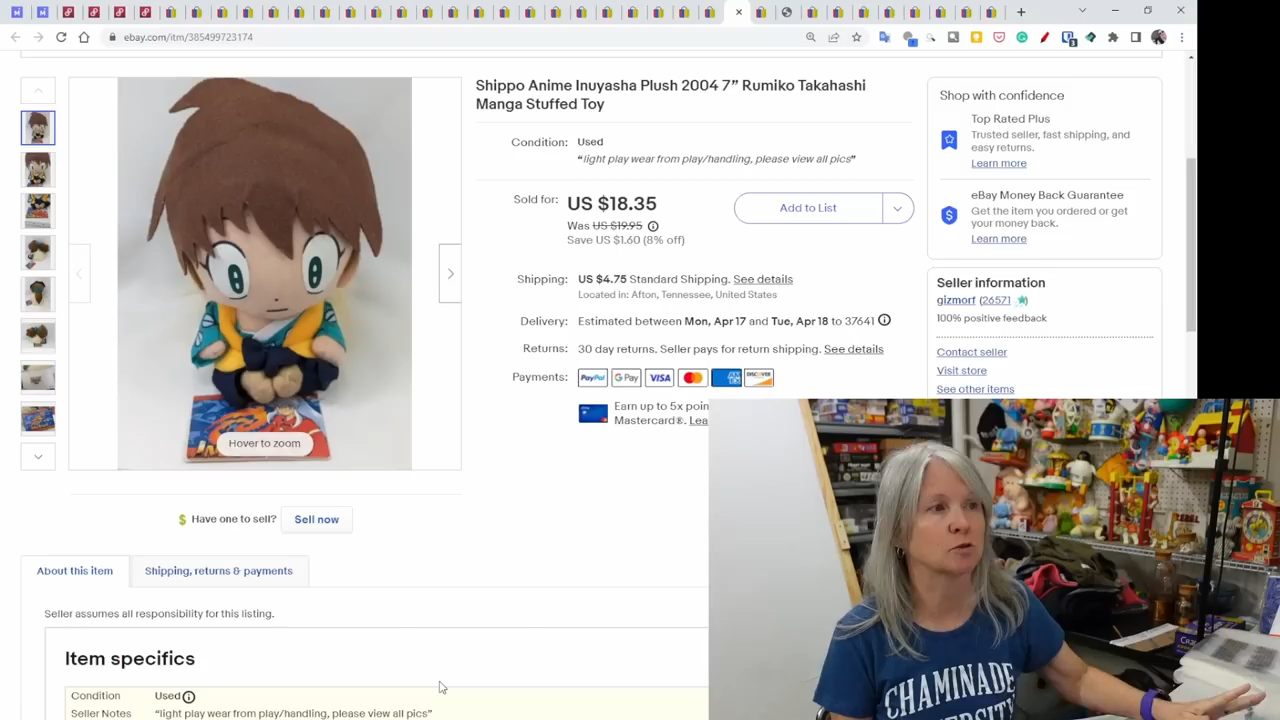 ebay.com/itm/385499723174
Shippo Anime Inuyasha Plush 2004 7” Rumiko Takahashi
Manga Stuffed Toy
Condition: Used
“light play wear from play/handling, please view all pics”
Sold for: US $18.35
Add to List
Was US $19.95
Save US $1.60 (8% off)
Shipping: US $4.75 Standard Shipping. See details
Located in: Afton, Tennessee, United States
Delivery: Estimated between Mon, Apr 17 and Tue, Apr 18 to 37641
Returns: 30 day returns. Seller pays for return shipping. See details
Payments: PayPal G Pay VISA
DISCOVER
Earn up to 5x poin
Mastercard®. Lea
Hover to zoom
$ Have one to sell? Sell now
Shop with confidence
Top Rated Plus
Trusted seller, fast shipping, and
easy returns.
Learn more
eBay Money Back Guarantee
Get the item you ordered or get
your money back.
Learn more
Seller information
gizmorf (26571)
100% positive feedback
Contact seller
Visit store
See other items
About this item
Shipping, returns & payments
Seller assumes all responsibility for this listing.
Item specifics
Condition Used
Seller Notes “light play wear from play/handling, please view all pics”
CHAMINADE